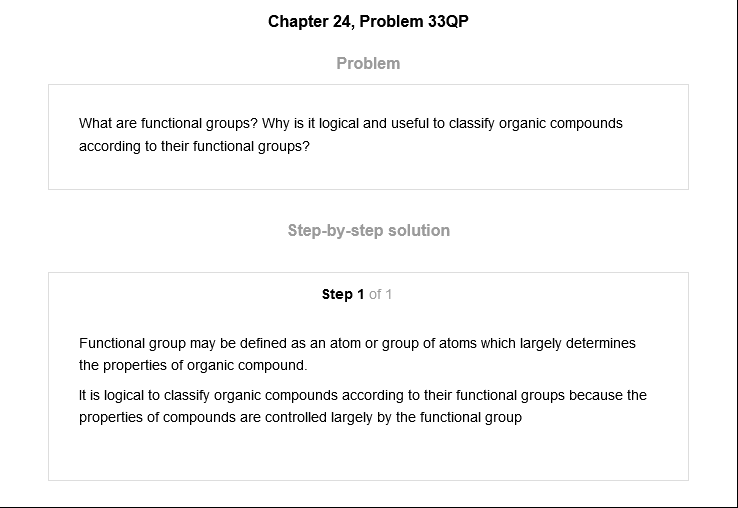 Chapter 24, Problem 33QP
Problem
What are functional groups? Why is it logical and useful to classify organic compounds
according to their functional groups?
Step-by-step solution
Step 1 of 1
Functional group may be defined as an atom or group of atoms which largely determines
the properties of organic compound.
It is logical to classify organic compounds according to their functional groups because the
properties of compounds are controlled largely by the functional group